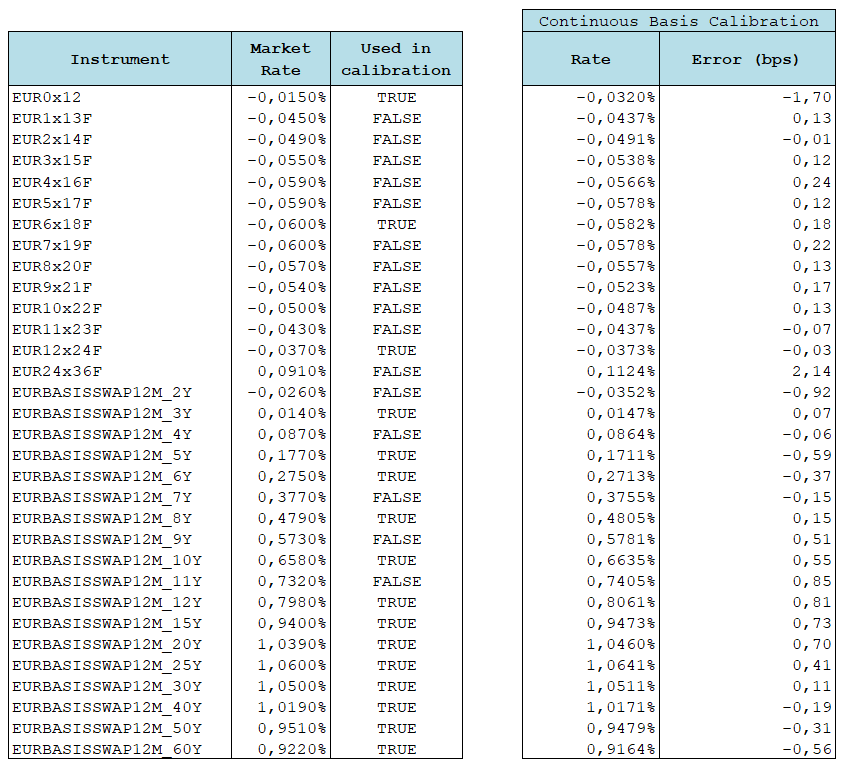 Continuous Basis Calibration
Instrument Market Rate Used in calibration Rate Error (bps)
EUR0x12 -0,0150% TRUE -0,0320% -1,70
EUR1x13F -0,0450% FALSE -0,0437% 0,13
EUR2x14F -0,0490% FALSE -0,0491% -0,01
EUR3x15F -0,0550% FALSE -0,0538% 0,12
EUR4x16F -0,0590% FALSE -0,0566% 0,24
EUR5x17F -0,0590% FALSE -0,0578% 0,12
EUR6x18F -0,0600% TRUE -0,0582% 0,18
EUR7x19F -0,0600% FALSE -0,0578% 0,22
EUR8x20F -0,0570% FALSE -0,0557% 0,13
EUR9x21F -0,0540% FALSE -0,0523% 0,17
EUR10x22F -0,0500% FALSE -0,0487% 0,13
EUR11x23F -0,0430% FALSE -0,0437% -0,07
EUR12x24F -0,0370% TRUE -0,0373% -0,03
EUR24x36F 0,0910% FALSE 0,1124% 2,14
EURBASISSWAP12M_2Y -0,0260% FALSE -0,0352% -0,92
EURBASISSWAP12M_3Y 0,0140% TRUE 0,0147% 0,07
EURBASISSWAP12M_4Y 0,0870% FALSE 0,0864% -0,06
EURBASISSWAP12M_5Y 0,1770% TRUE 0,1711% -0,59
EURBASISSWAP12M_6Y 0,2750% TRUE 0,2713% -0,37
EURBASISSWAP12M_7Y 0,3770% FALSE 0,3755% -0,15
EURBASISSWAP12M_8Y 0,4790% TRUE 0,4805% 0,15
EURBASISSWAP12M_9Y 0,5730% FALSE 0,5781% 0,51
EURBASISSWAP12M_10Y 0,6580% TRUE 0,6635% 0,55
EURBASISSWAP12M_11Y 0,7320% FALSE 0,7405% 0,85
EURBASISSWAP12M_12Y 0,7980% TRUE 0,8061% 0,81
EURBASISSWAP12M_15Y 0,9400% TRUE 0,9473% 0,73
EURBASISSWAP12M_20Y 1,0390% TRUE 1,0460% 0,70
EURBASISSWAP12M_25Y 1,0600% TRUE 1,0641% 0,41
EURBASISSWAP12M_30Y 1,0500% TRUE 1,0511% 0,11
EURBASISSWAP12M_40Y 1,0190% TRUE 1,0171% -0,19
EURBASISSWAP12M_50Y 0,9510% TRUE 0,9479% -0,31
EURBASISSWAP12M_60Y 0,9220% TRUE 0,9164% -0,56